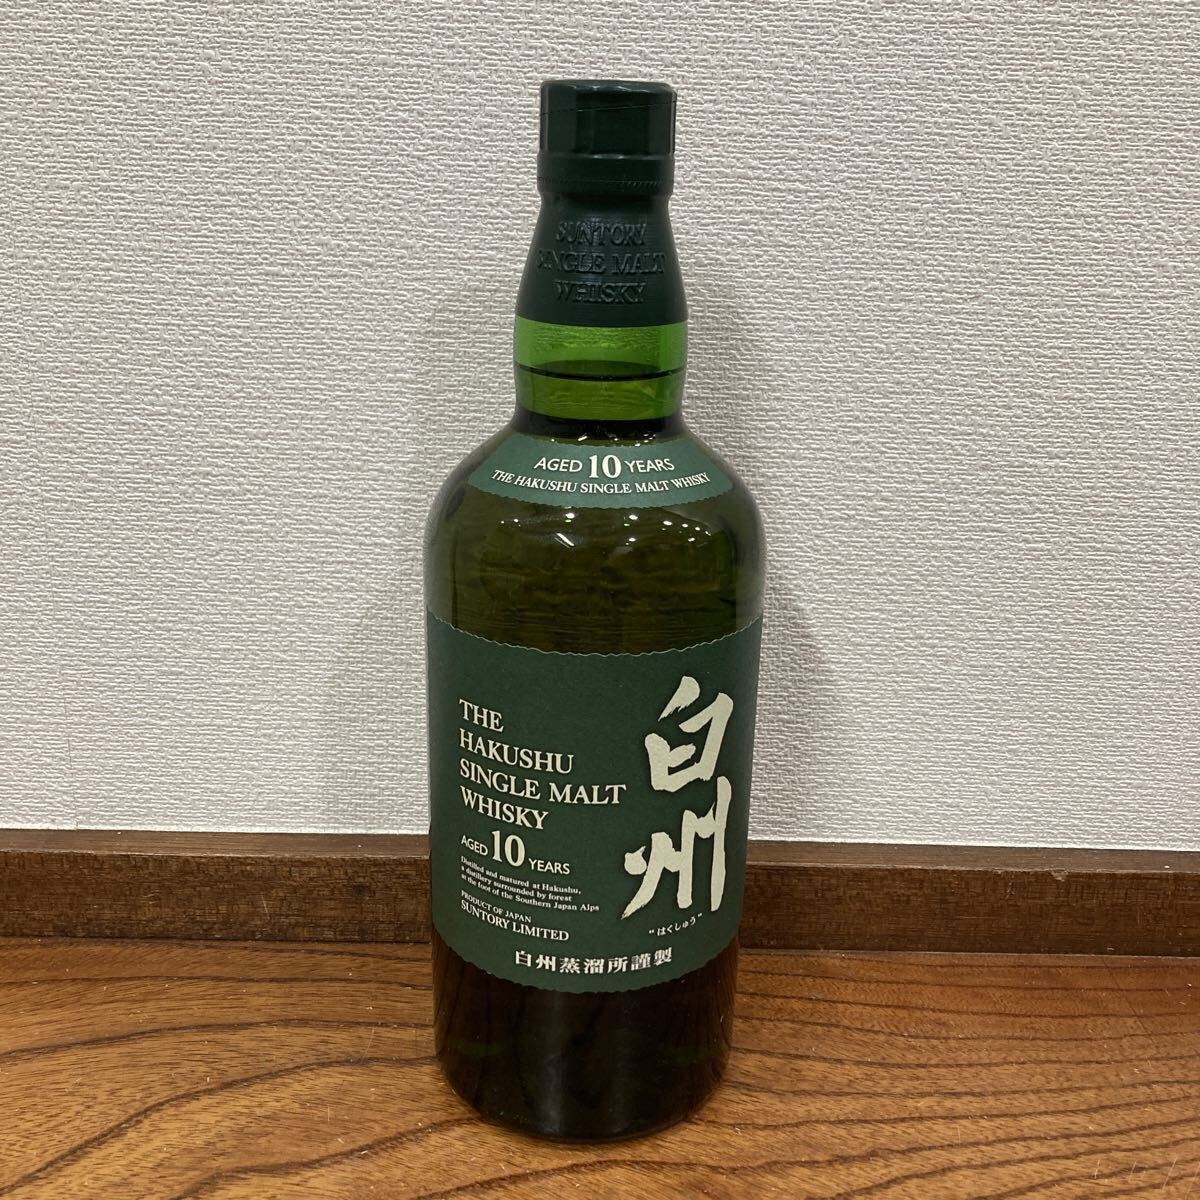 SUNTORY
SINGLE MALT
WHISKY
AGED 10 YEARS
THE HAKUSHU SINGLE MALT WHISKY
THE
HAKUSHU
SINGLE MALT
WHISKY
AGED 10 YEARS
Distilled and matured at Hakushu,
a distillery surrounded by forest
at the foot of the Southern Japan Alps
PRODUCT OF JAPAN
SUNTORY LIMITED
白州
"はくしゅう"
白州蒸溜所謹製